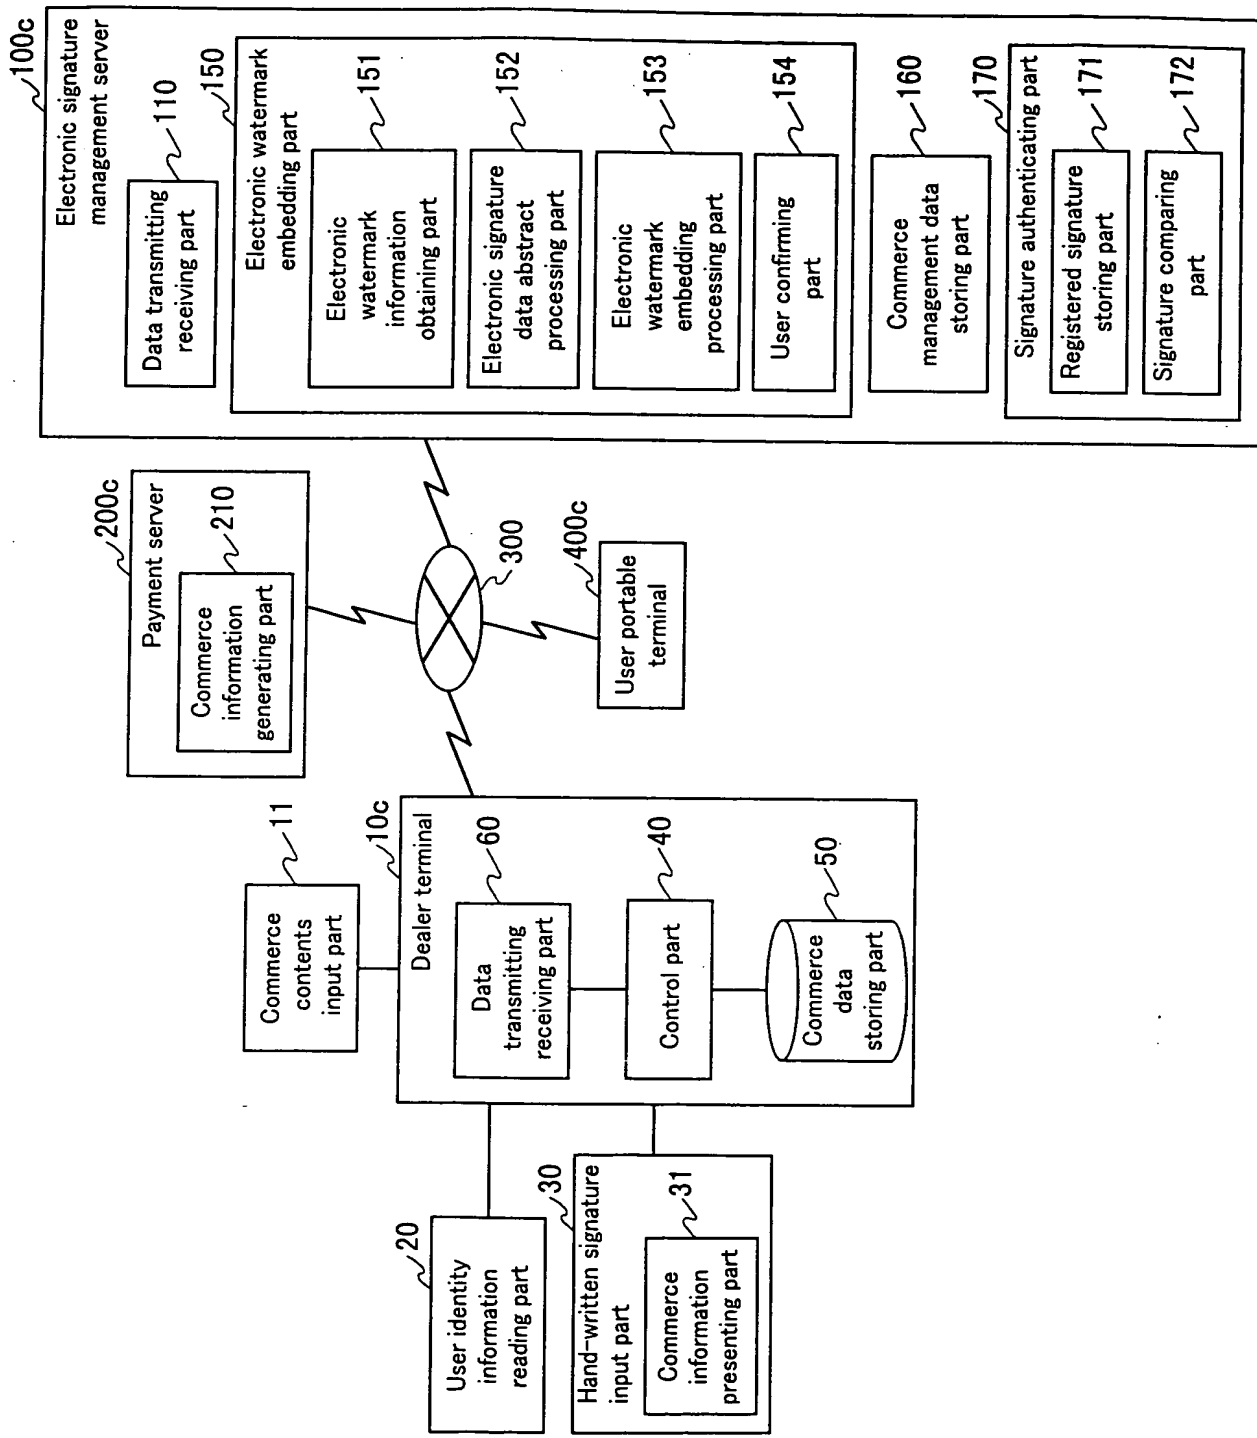 100c
Electronic signature
management server
110
Data transmitting
receiving part
150
Electronic watermark
embedding part
151
Electronic
watermark
information
obtaining part
152
Electronic signature
data abstract
processing part
153
Electronic
watermark
embedding
processing part
154
User confirming
part
160
Commerce
management data
storing part
170
Signature authenticating part
171
Registered signature
storing part
172
Signature comparing
part
200c
Payment server
210
Commerce
information
generating part
300
400c
User portable
terminal
11
Commerce
contents
input part
10c
Dealer terminal
60
Data
transmitting
receiving part
40
Control part
50
Commerce
data
storing part
20
User identity
information
reading part
30
Hand-written signature
input part
31
Commerce
information
presenting part